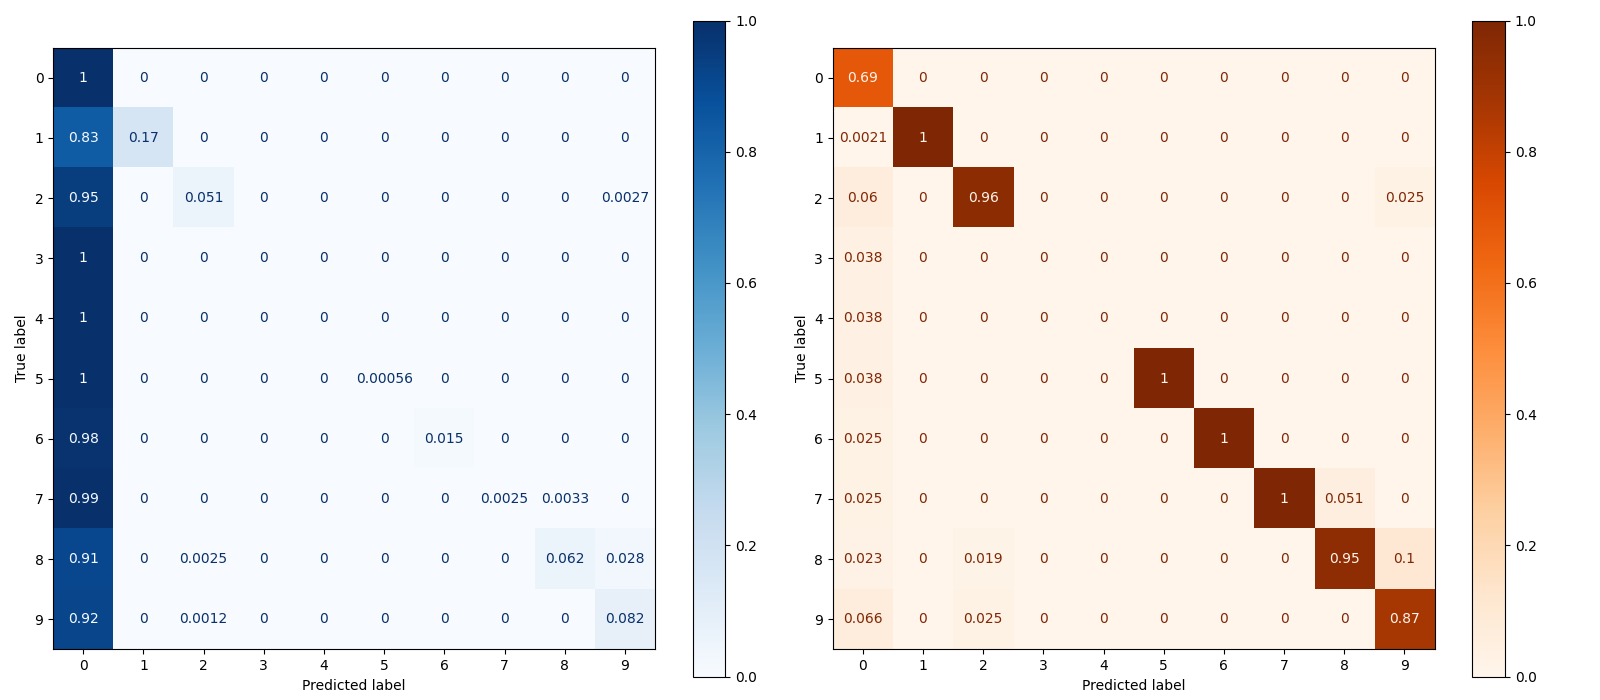 0 1 0 0 0 0 0 0 0 0 0
1 0.83 0.17 0 0 0 0 0 0 0 0
2 0.95 0 0.051 0 0 0 0 0 0 0.0027
3 1 0 0 0 0 0 0 0 0 0
4 1 0 0 0 0 0 0 0 0 0
5 1 0 0 0 0 0.00056 0 0 0 0
6 0.98 0 0 0 0 0 0.015 0 0 0
7 0.99 0 0 0 0 0 0 0.0025 0.0033 0
8 0.91 0 0.0025 0 0 0 0 0 0.062 0.028
9 0.92 0 0.0012 0 0 0 0 0 0 0.082
0 1 2 3 4 5 6 7 8 9
Predicted label
True label
1.0
0.8
0.6
0.4
0.2
0.0
0 0.69 0 0 0 0 0 0 0 0 0
1 0.0021 1 0 0 0 0 0 0 0 0
2 0.06 0 0.96 0 0 0 0 0 0 0.025
3 0.038 0 0 0 0 0 0 0 0 0
4 0.038 0 0 0 0 0 0 0 0 0
5 0.038 0 0 0 0 1 0 0 0 0
6 0.025 0 0 0 0 0 1 0 0 0
7 0.025 0 0 0 0 0 0 1 0.051 0
8 0.023 0 0.019 0 0 0 0 0 0.95 0.1
9 0.066 0 0.025 0 0 0 0 0 0 0.87
0 1 2 3 4 5 6 7 8 9
Predicted label
True label
1.0
0.8
0.6
0.4
0.2
0.0